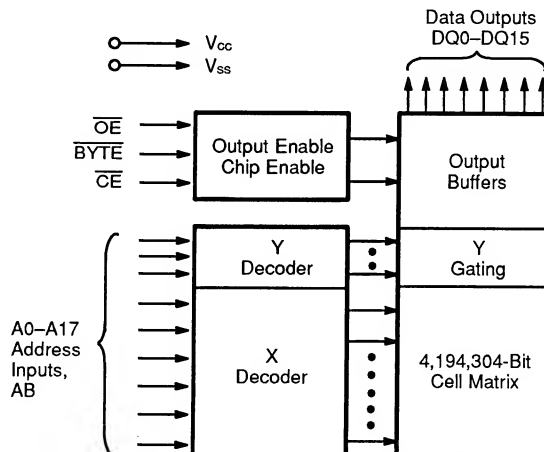 Data Outputs
DQ0–DQ15
Vcc
Vss
OE
BYTE
CE
Output Enable
Chip Enable
Output
Buffers
Y
Decoder
Y
Gating
A0–A17
Address
Inputs,
AB
X
Decoder
4,194,304-Bit
Cell Matrix